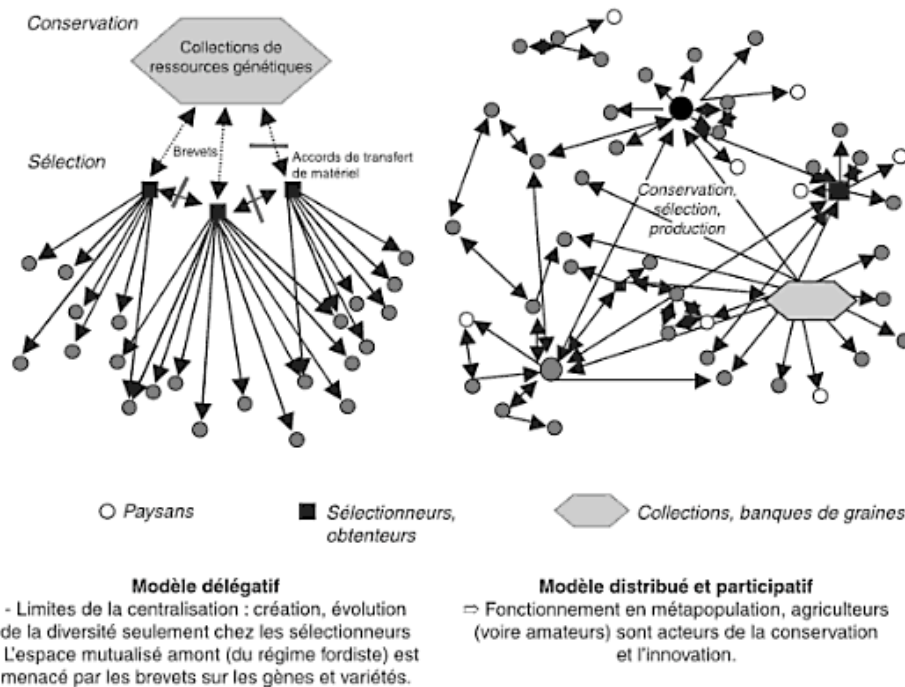 Conservation
Collections de
ressources génétiques
Sélection
Brevets
Accords de transfert
de matériel
Conservation,
sélection,
production
Paysans
Sélectionneurs,
obtenteurs
Collections, banques de graines
Modèle délégatif
- Limites de la centralisation : création, évolution
de la diversité seulement chez les sélectionneurs
L'espace mutualisé amont (du régime fordiste) est
menacé par les brevets sur les gènes et variétés.
Modèle distribué et participatif
⇒ Fonctionnement en métapopulation, agriculteurs
(voire amateurs) sont acteurs de la conservation
et l'innovation.